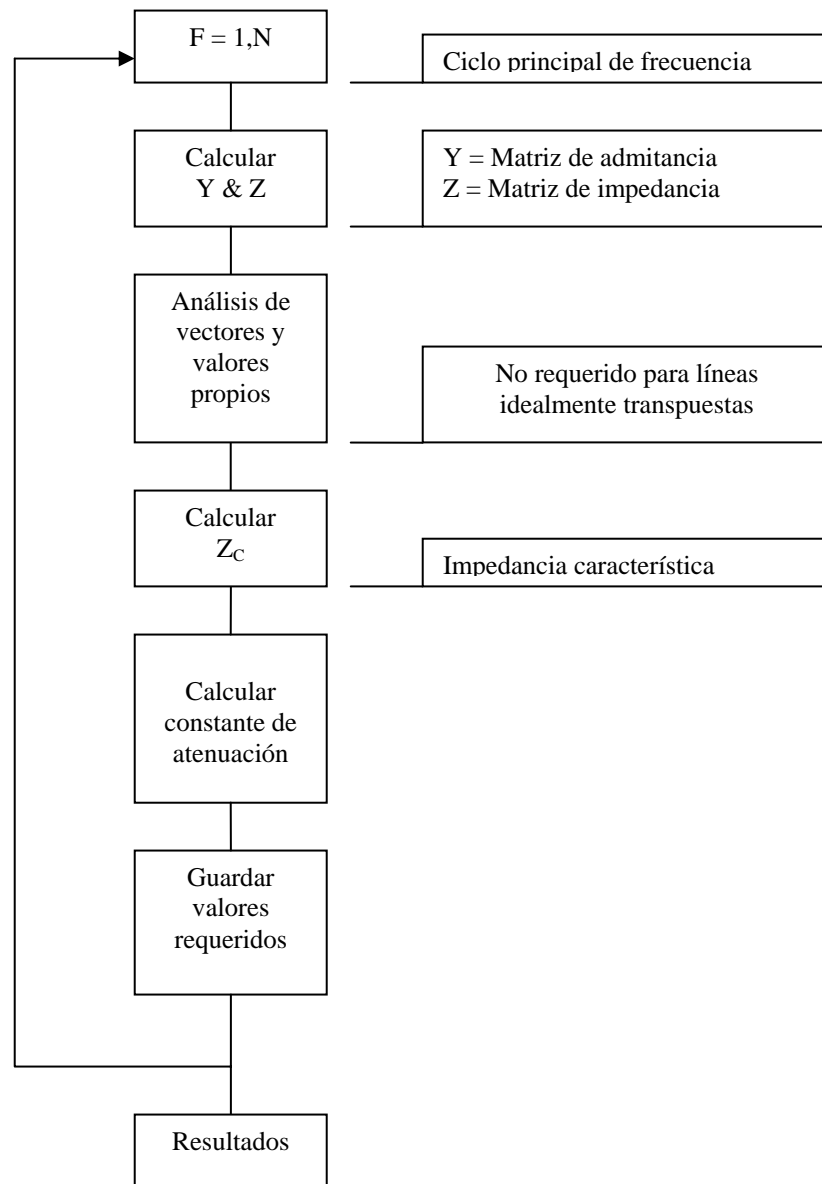 F = 1,N
Ciclo principal de frecuencia
Calcular
Y & Z
Y = Matriz de admitancia
Z = Matriz de impedancia
Análisis de
vectores y
valores
propios
No requerido para líneas
idealmente transpuestas
Calcular
Z_C
Impedancia característica
Calcular
constante de
atenuación
Guardar
valores
requeridos
Resultados